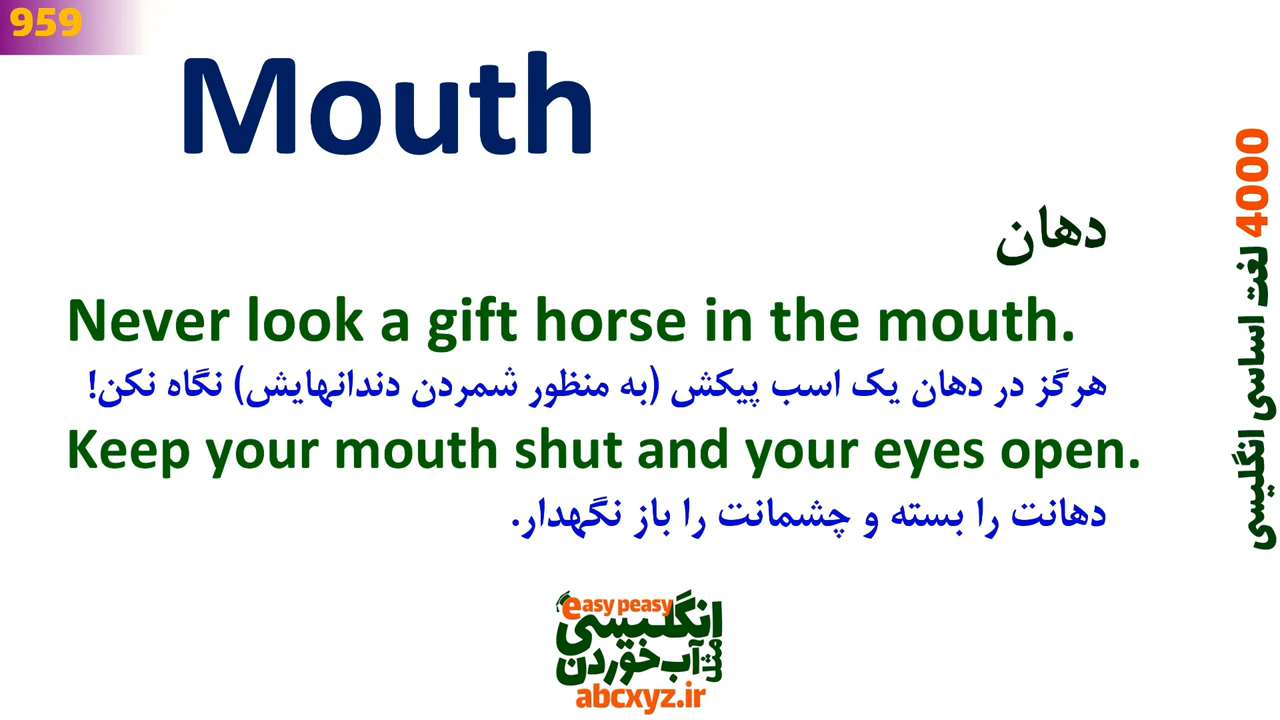 959
Mouth
دهان
Never look a gift horse in the mouth.
هرگز در دهان یک اسب پیکش (به منظور شمردن دندانهایش) نگاه نکن!
Keep your mouth shut and your eyes open.
دهانت را بسته و چشمانت را باز نگهدار.
4000 لغت اساسی انگلیسی
easy peasy
انگلیسی
مثل آب خوردن
abcxyz.ir